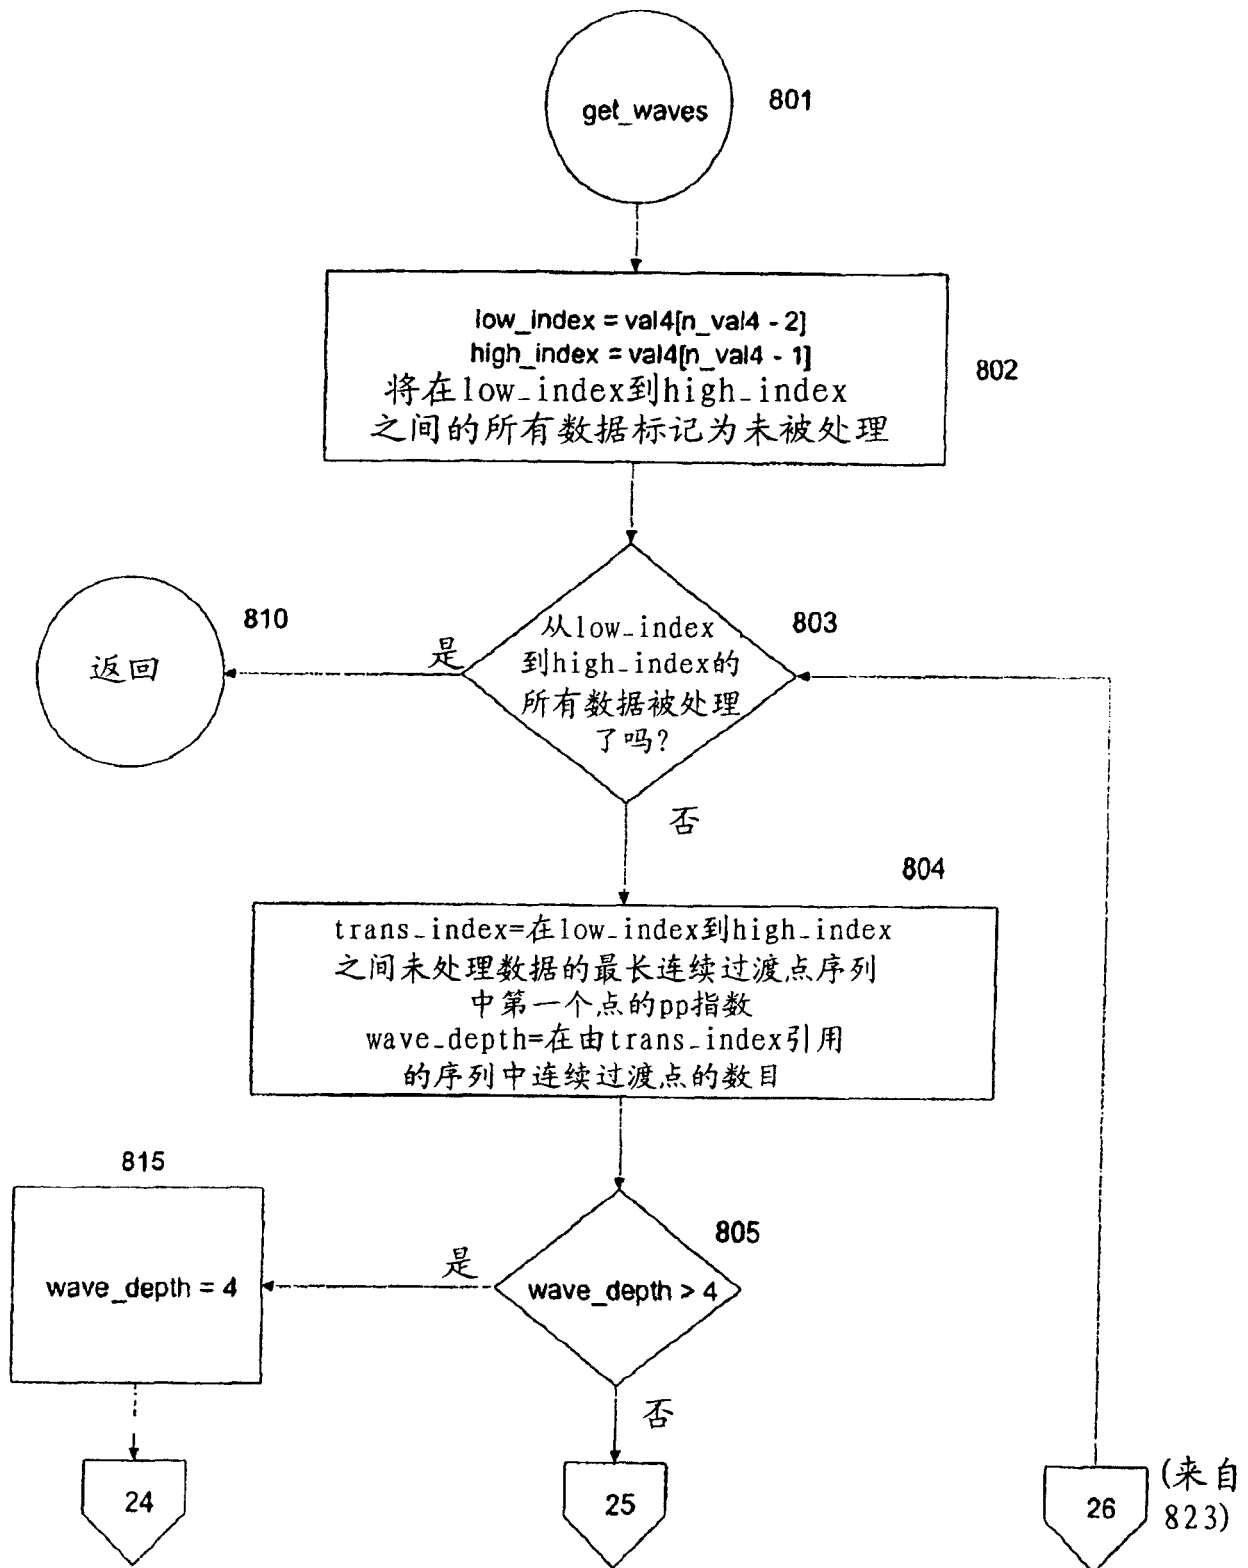 get_waves
801
low_index = val4[n_val4 - 2]
high_index = val4[n_val4 - 1]
将在low_index到high_index
之间的所有数据标记为未被处理
802
810
返回
是
从low_index
到high_index的
所有数据被处理
了吗?
803
否
804
trans_index=在low_index到high_index
之间未处理数据的最长连续过渡点序列
中第一个点的pp指数
wave_depth=在由trans_index引用
的序列中连续过渡点的数目
815
wave_depth = 4
是
wave_depth > 4
805
否
24
25
26
(来自
823)